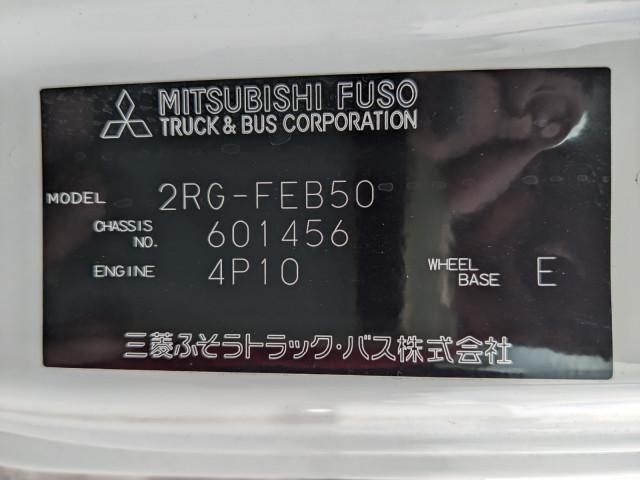 MITSUBISHI FUSO
TRUCK & BUS CORPORATION
MODEL 2RG-FEB50
CHASSIS NO. 601456
ENGINE 4P10 WHEEL BASE E
三菱ふそうトラック・バス株式会社